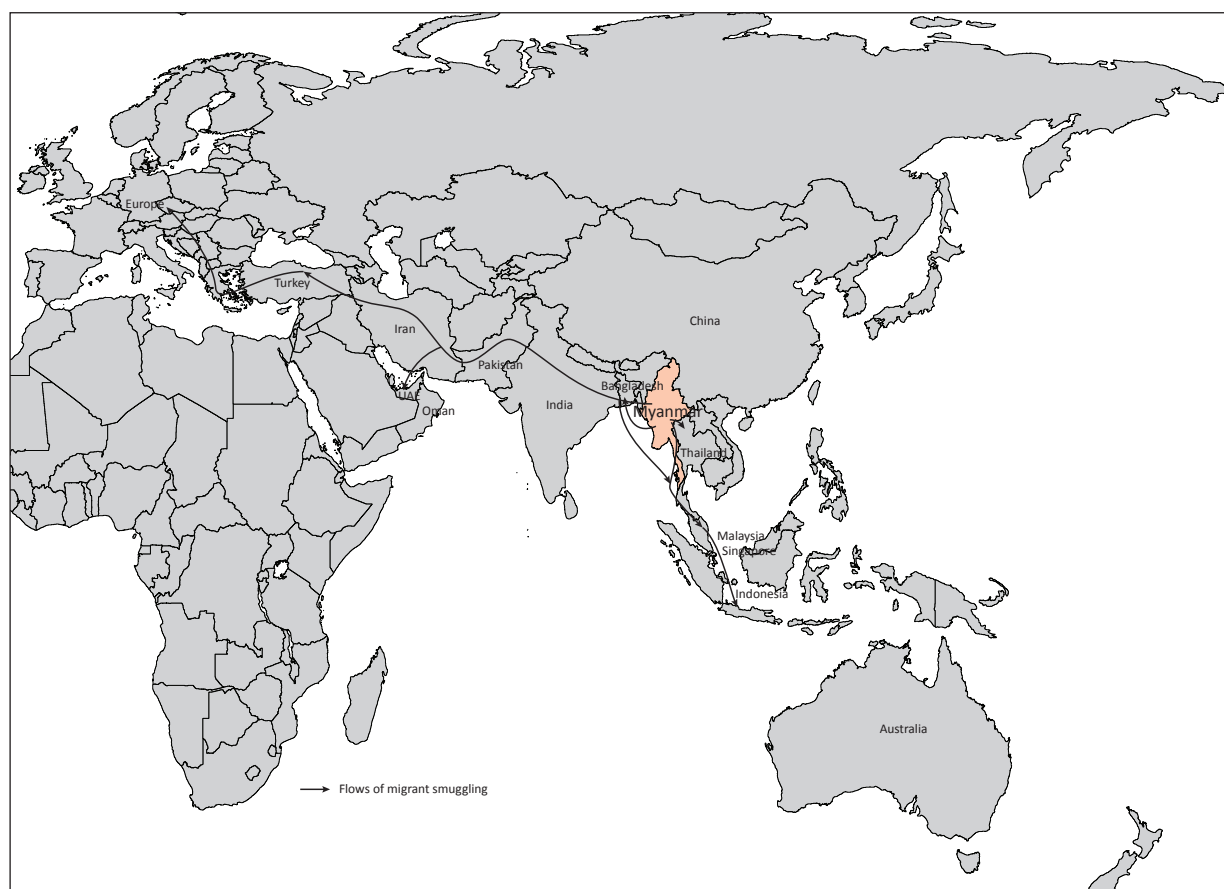 Europe
Turkey
China
Iran
Pakistan
Bangladesh
UAE
India
Oman
Myanmar
Thailand
Malaysia
Singapore
Indonesia
Australia
Flows of migrant smuggling